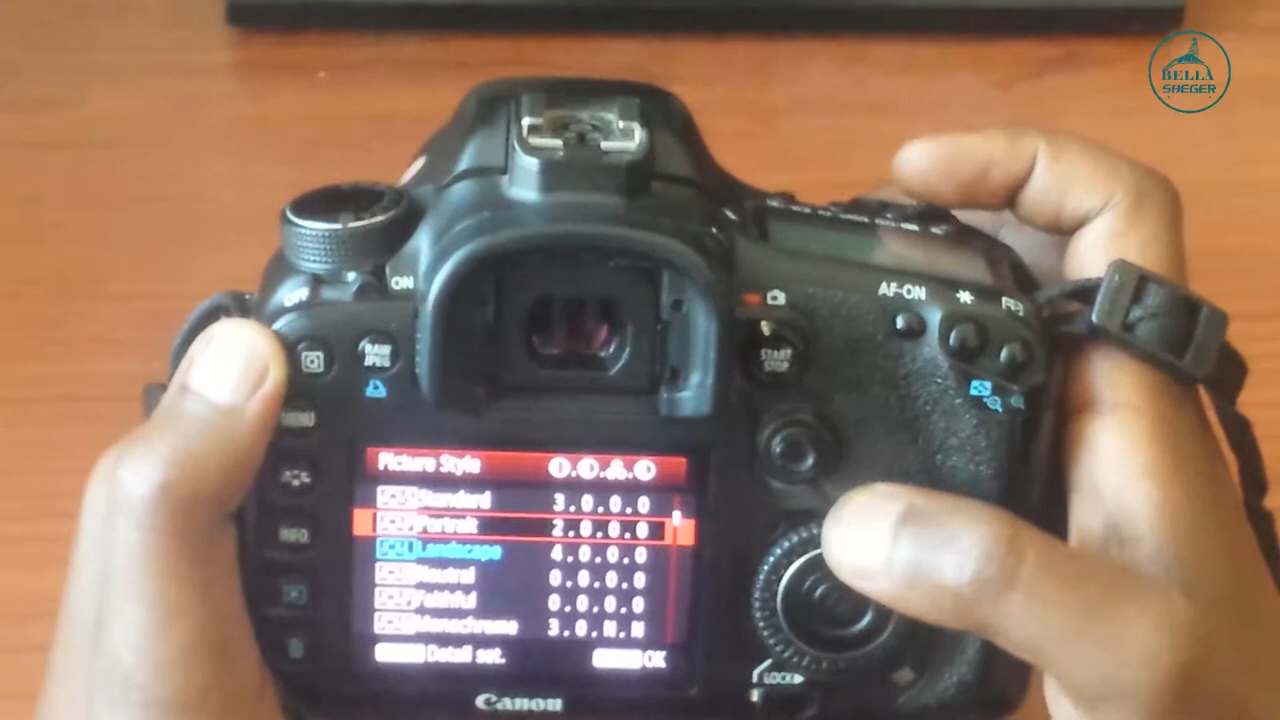 BELLA
SHEGER
ON
OFF
RAW
JPEG
AF-ON
START
STOP
MENU
INFO.
Picture Style
Standard 3.0.0.0
Portrait 2.0.0.0
Landscape 4.0.0.0
Neutral 0.0.0.0
Faithful 0.0.0.0
Monochrome 3.0.N.N
Detail set. OK
LOCK
Canon